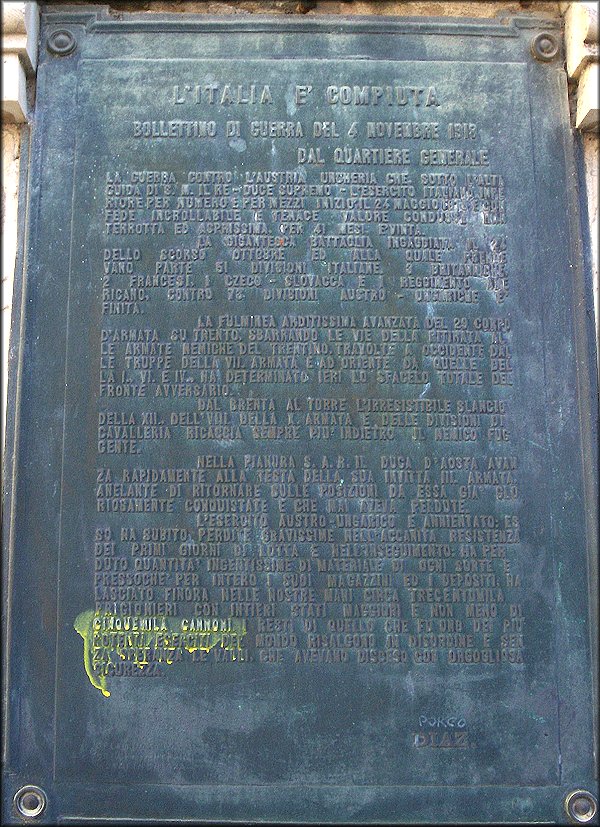 L'ITALIA E' COMPIUTA
BOLLETTINO DI GUERRA DEL 4 NOVEMBRE 1918
DAL QUARTIERE GENERALE
LA GUERRA CONTRO L'AUSTRIA UNGHERIA CHE SOTTO L'ALTA
GUIDA DI S. M. IL RE - DUCE SUPREMO - L'ESERCITO ITALIANO INFE
RIORE PER NUMERO E PER MEZZI INIZIO' IL 24 MAGGIO
FEDE INCROLLABILE E TENACE VALORE CONDUSSE
TERROTTA ED ASPRISSIMA PER 41 MESI E' VINTA.
LA GIGANTESCA BATTAGLIA INGAGGIATA IL 24
DELLO SCORSO OTTOBRE ED ALLA QUALE PRENDE
VANO PARTE 51 DIVISIONI ITALIANE 3 BRITANNICHE
2 FRANCESI, 1 CZECO - SLOVACCA E 1 REGGIMENTO AME
RICANO, CONTRO 73 DIVISIONI AUSTRO - UNGARICHE E'
FINITA.
LA FULMINEA ARDITISSIMA AVANZATA DEL 29 CORPO
D'ARMATA SU TRENTO, SBARRANDO LE VIE DELLA RITIRATA AL
LE ARMATE NEMICHE DEL TRENTINO, TRAVOLTE A OCCIDENTE DAL
LE TRUPPE DELLA VII. ARMATA E AD ORIENTE DA QUELLE DEL
LA I., VI. E IV., HA DETERMINATO IERI LO SFACELO TOTALE DEL
FRONTE AVVERSARIO.
DAL BRENTA AL TORRE L'IRRESISTIBILE SLANCIO
DELLA XII., DELL'VIII. DELLA X. ARMATA E DELLE DIVISIONI DI
CAVALLERIA RICACCIA SEMPRE PIU' INDIETRO IL NEMICO FUG
GENTE.
NELLA PIANURA S. A. R. IL DUCA D'AOSTA AVAN
ZA RAPIDAMENTE ALLA TESTA DELLA SUA INVITTA III. ARMATA,
ANELANTE DI RITORNARE SULLE POSIZIONI DA ESSA GIA' GLO
RIOSAMENTE CONQUISTATE E CHE MAI AVEVA PERDUTE.
L'ESERCITO AUSTRO-UNGARICO E' ANNIENTATO: ES
SO HA SUBITO PERDITE GRAVISSIME NELL'ACCANITA RESISTENZA
DEI PRIMI GIORNI DI LOTTA E NELL'INSEGUIMENTO: HA PER
DUTO QUANTITA' INGENTISSIME DI MATERIALE DI OGNI SORTE E
PRESSOCHE' PER INTERO I SUOI MAGAZZINI ED I DEPOSITI. HA
LASCIATO FINORA NELLE NOSTRE MANI CIRCA TRECENTOMILA
PRIGIONIERI CON INTIERI STATI MAGGIORI E NON MENO DI
CINQUEMILA CANNONI. I RESTI DI QUELLO CHE FU UNO DEI PIU'
POTENTI ESERCITI DEL MONDO RISALGONO IN DISORDINE E SEN
ZA SPERANZA LE VALLI, CHE AVEVANO DISCESO CON ORGOGLIOSA
SICUREZZA.
PORCO
DIAZ